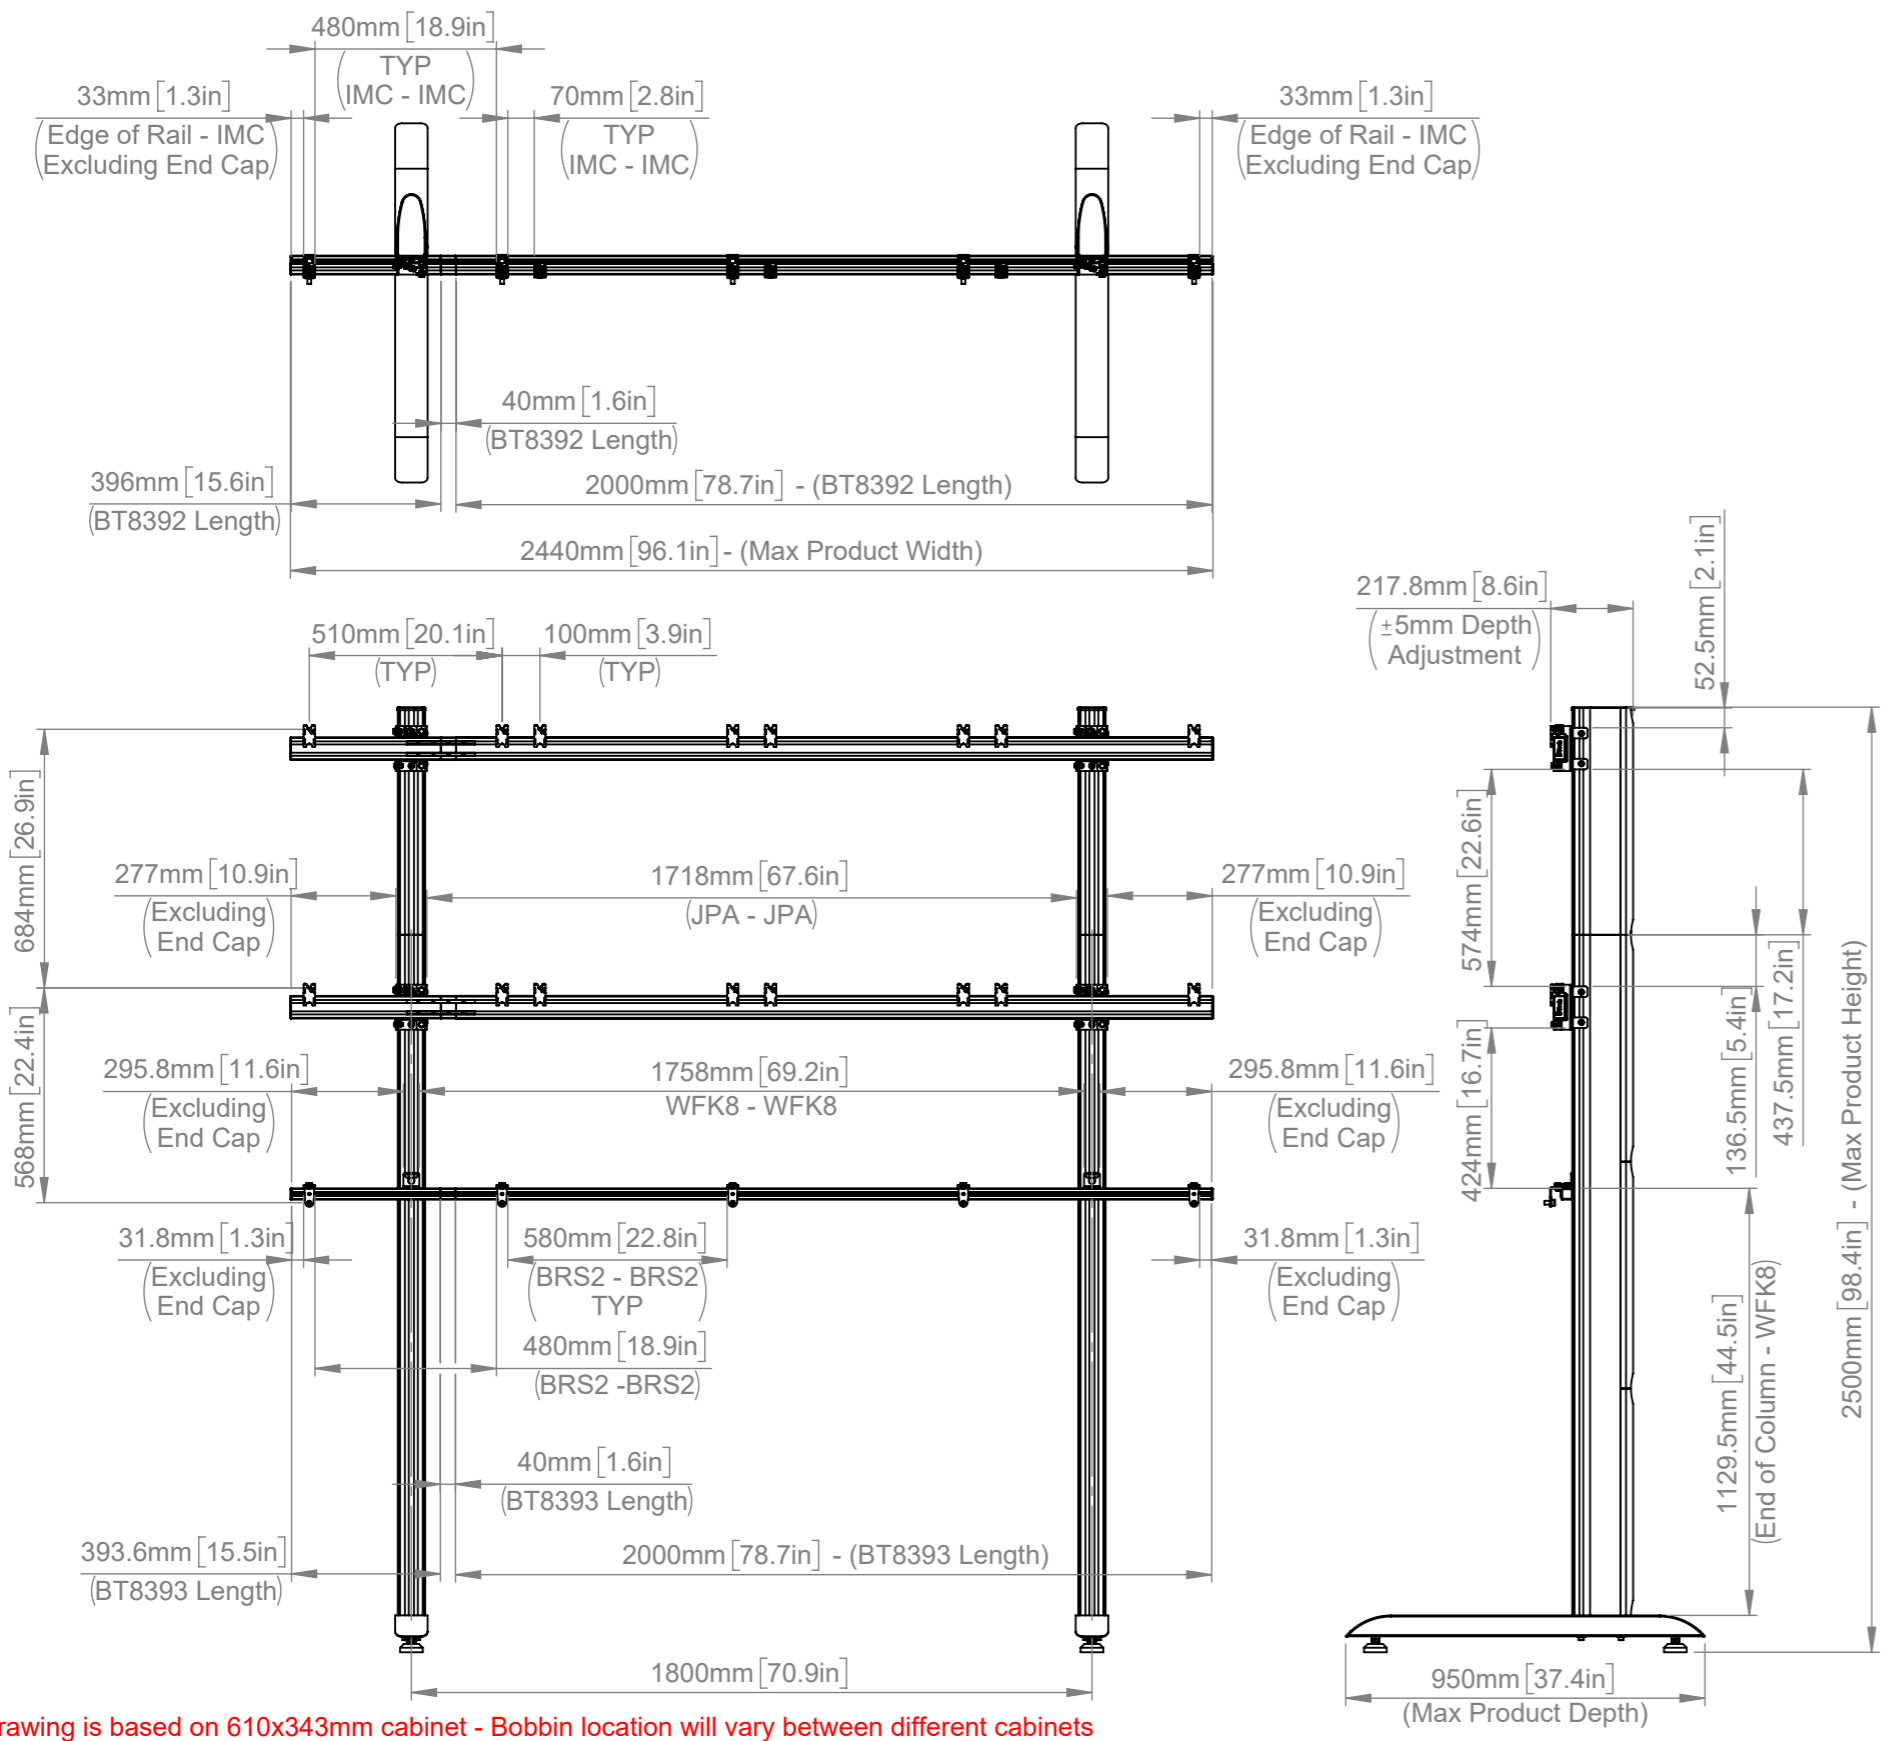 480mm [18.9in]
(TYP
IMC - IMC)
33mm [1.3in]
(Edge of Rail - IMC
Excluding End Cap)
70mm [2.8in]
(TYP
IMC - IMC)
33mm [1.3in]
(Edge of Rail - IMC
Excluding End Cap)
40mm [1.6in]
(BT8392 Length)
396mm [15.6in]
(BT8392 Length)
2000mm [78.7in] - (BT8392 Length)
2440mm [96.1in] - (Max Product Width)
510mm [20.1in]
(TYP)
100mm [3.9in]
(TYP)
217.8mm [8.6in]
(±5mm Depth
Adjustment)
52.5mm [2.1in]
684mm [26.9in]
277mm [10.9in]
(Excluding
End Cap)
1718mm [67.6in]
(JPA - JPA)
277mm [10.9in]
(Excluding
End Cap)
574mm [22.6in]
437.5mm [17.2in]
136.5mm [5.4in]
568mm [22.4in]
295.8mm [11.6in]
(Excluding
End Cap)
1758mm [69.2in]
WFK8 - WFK8
295.8mm [11.6in]
(Excluding
End Cap)
424mm [16.7in]
2500mm [98.4in] - (Max Product Height)
31.8mm [1.3in]
(Excluding
End Cap)
580mm [22.8in]
(BRS2 - BRS2
TYP)
31.8mm [1.3in]
(Excluding
End Cap)
480mm [18.9in]
(BRS2 -BRS2)
1129.5mm [44.5in]
(End of Column - WFK8)
40mm [1.6in]
(BT8393 Length)
393.6mm [15.5in]
(BT8393 Length)
2000mm [78.7in] - (BT8393 Length)
1800mm [70.9in]
950mm [37.4in]
(Max Product Depth)
rawing is based on 610x343mm cabinet - Bobbin location will vary between different cabinets